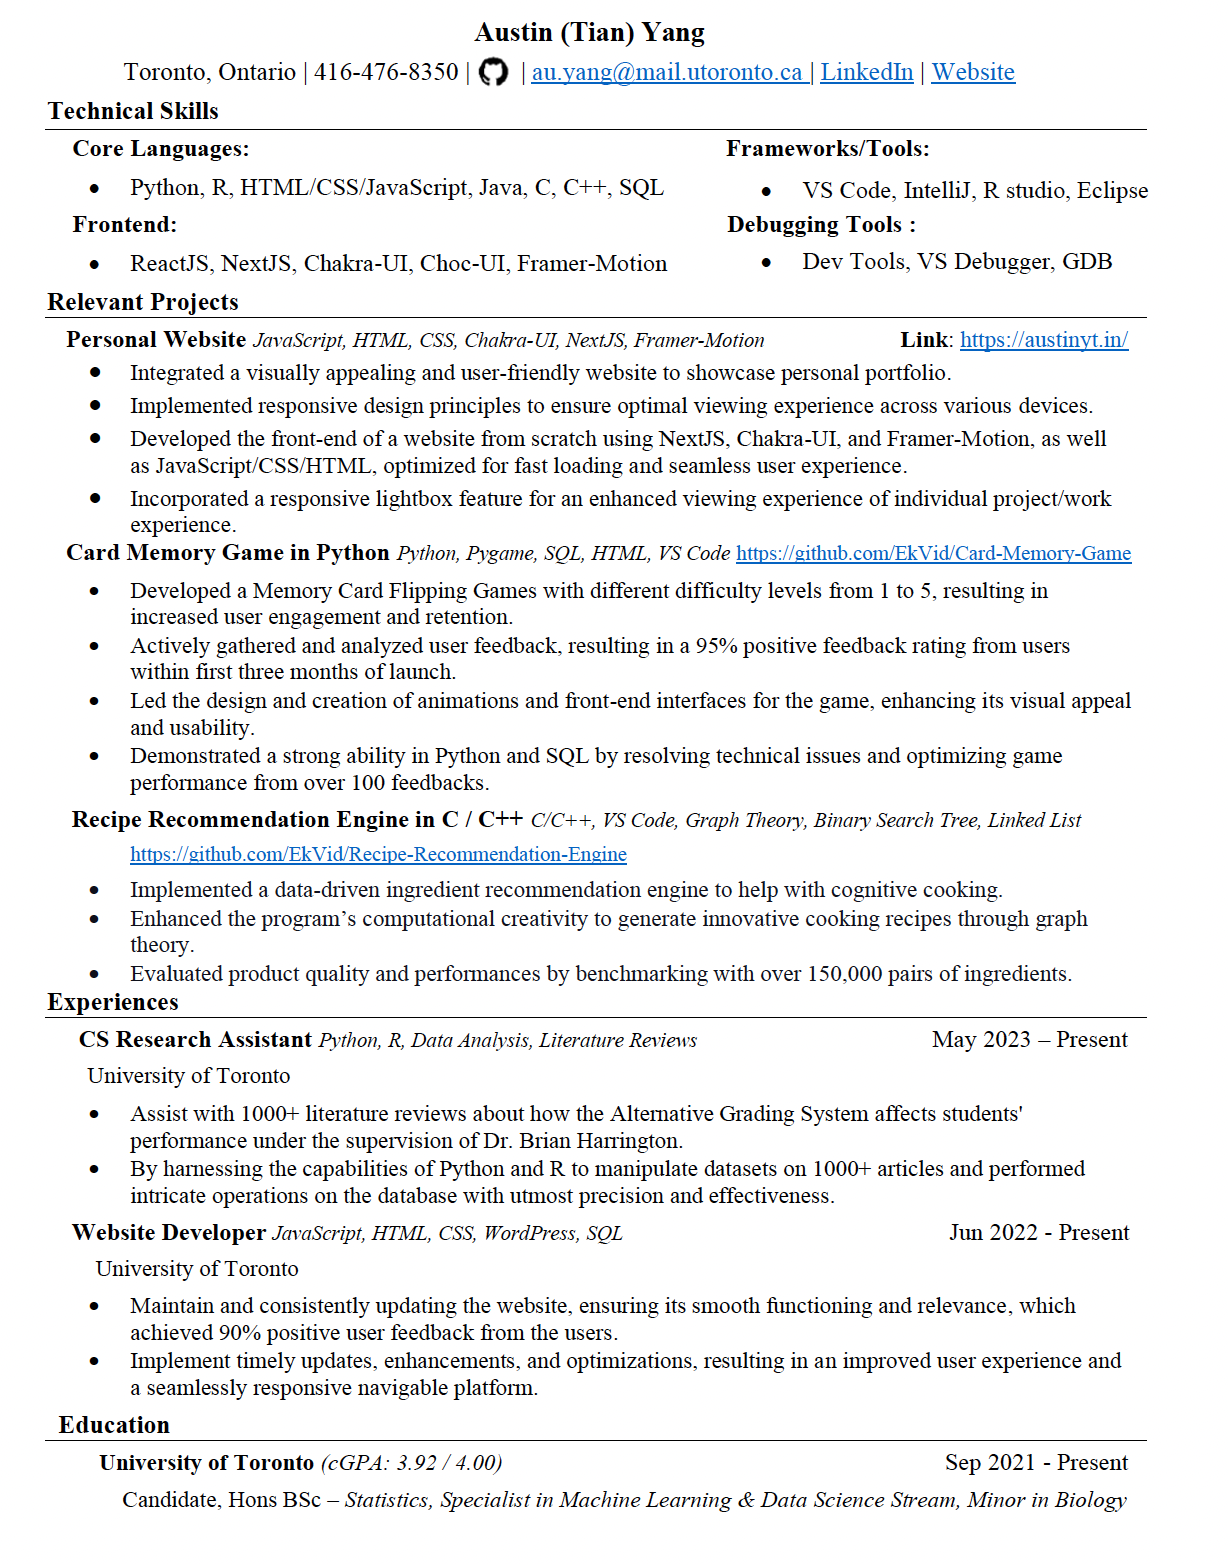 Austin (Tian) Yang
Toronto, Ontario | 416-476-8350 | | au.yang@mail.utoronto.ca | LinkedIn | Website
Technical Skills
Core Languages:
• Python, R, HTML/CSS/JavaScript, Java, C, C++, SQL
Frontend:
• ReactJS, NextJS, Chakra-UI, Choc-UI, Framer-Motion
Frameworks/Tools:
• VS Code, IntelliJ, R studio, Eclipse
Debugging Tools :
• Dev Tools, VS Debugger, GDB
Relevant Projects
Personal Website JavaScript, HTML, CSS, Chakra-UI, NextJS, Framer-Motion Link: https://austinyt.in/
• Integrated a visually appealing and user-friendly website to showcase personal portfolio.
• Implemented responsive design principles to ensure optimal viewing experience across various devices.
• Developed the front-end of a website from scratch using NextJS, Chakra-UI, and Framer-Motion, as well
as JavaScript/CSS/HTML, optimized for fast loading and seamless user experience.
• Incorporated a responsive lightbox feature for an enhanced viewing experience of individual project/work
experience.
Card Memory Game in Python Python, Pygame, SQL, HTML, VS Code https://github.com/EkVid/Card-Memory-Game
• Developed a Memory Card Flipping Games with different difficulty levels from 1 to 5, resulting in
increased user engagement and retention.
• Actively gathered and analyzed user feedback, resulting in a 95% positive feedback rating from users
within first three months of launch.
• Led the design and creation of animations and front-end interfaces for the game, enhancing its visual appeal
and usability.
• Demonstrated a strong ability in Python and SQL by resolving technical issues and optimizing game
performance from over 100 feedbacks.
Recipe Recommendation Engine in C / C++ C/C++, VS Code, Graph Theory, Binary Search Tree, Linked List
https://github.com/EkVid/Recipe-Recommendation-Engine
• Implemented a data-driven ingredient recommendation engine to help with cognitive cooking.
• Enhanced the program’s computational creativity to generate innovative cooking recipes through graph
theory.
• Evaluated product quality and performances by benchmarking with over 150,000 pairs of ingredients.
Experiences
CS Research Assistant Python, R, Data Analysis, Literature Reviews May 2023 – Present
University of Toronto
• Assist with 1000+ literature reviews about how the Alternative Grading System affects students'
performance under the supervision of Dr. Brian Harrington.
• By harnessing the capabilities of Python and R to manipulate datasets on 1000+ articles and performed
intricate operations on the database with utmost precision and effectiveness.
Website Developer JavaScript, HTML, CSS, WordPress, SQL Jun 2022 - Present
University of Toronto
• Maintain and consistently updating the website, ensuring its smooth functioning and relevance, which
achieved 90% positive user feedback from the users.
• Implement timely updates, enhancements, and optimizations, resulting in an improved user experience and
a seamlessly responsive navigable platform.
Education
University of Toronto (cGPA: 3.92 / 4.00) Sep 2021 - Present
Candidate, Hons BSc – Statistics, Specialist in Machine Learning & Data Science Stream, Minor in Biology